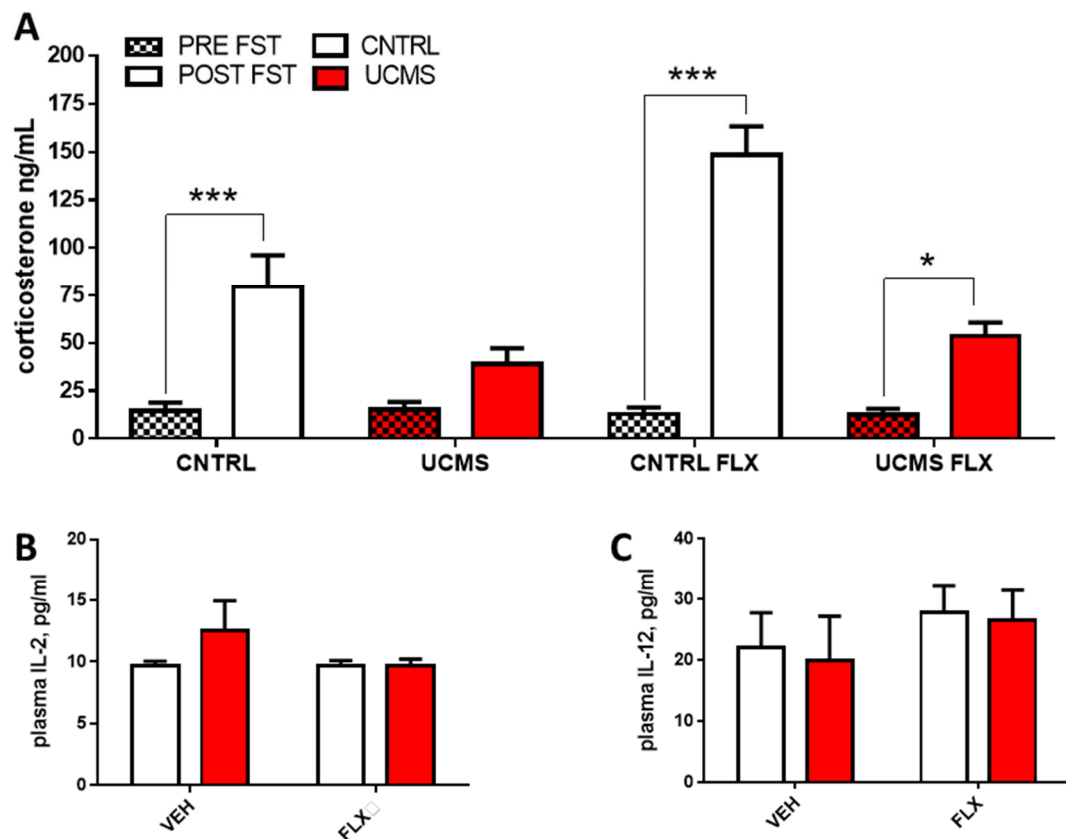 A
PRE FST CNTRL
POST FST UCMS
corticosterone ng/mL
200
175
150
125
100
75
50
25
0
***
***
*
CNTRL UCMS CNTRL FLX UCMS FLX
B
plasma IL-2, pg/ml
20
15
10
5
0
VEH FLX□
C
plasma IL-12, pg/ml
40
30
20
10
0
VEH FLX